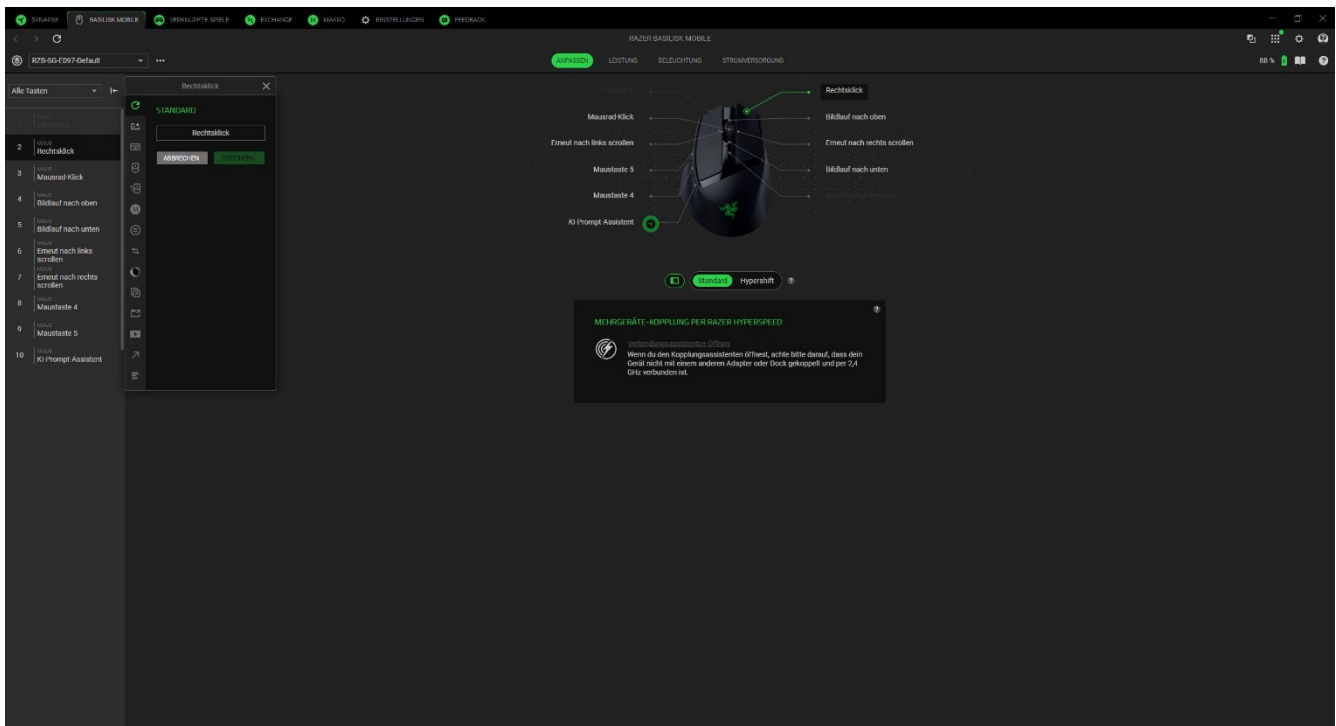 SYNAPSE
BASILISK MOBILE
VERKNÜPFTE SPIELE
EXCHANGE
MAKRO
EINSTELLUNGEN
FEEDBACK
RAZER BASILISK MOBILE
RZB-SG-E097-Default
ANPASSEN
LEISTUNG
BELEUCHTUNG
STROMVERSORGUNG
88 %
Alle Tasten
1
2
MAUS
Rechtsklick
3
MAUS
Mausrad-Klick
4
MAUS
Bildlauf nach oben
5
MAUS
Bildlauf nach unten
6
MAUS
Erneut nach links
scrollen
7
MAUS
Erneut nach rechts
scrollen
8
MAUS
Maustaste 4
9
MAUS
Maustaste 5
10
MAUS
KI Prompt Assistent
Rechtsklick
STANDARD
Rechtsklick
ABBRECHEN
SPEICHERN
Mausrad-Klick
Erneut nach links scrollen
Maustaste 5
Maustaste 4
KI Prompt Assistent
Rechtsklick
Bildlauf nach oben
Erneut nach rechts scrollen
Bildlauf nach unten
Standard
Hypershift
MEHRGERÄTE-KOPPLUNG PER RAZER HYPERSPEED
Verbindungsassistenten Öffnen
Wenn du den Kopplungsassistenten öffnest, achte bitte darauf, dass dein
Gerät nicht mit einem anderen Adapter oder Dock gekoppelt und per 2,4
GHz verbunden ist.